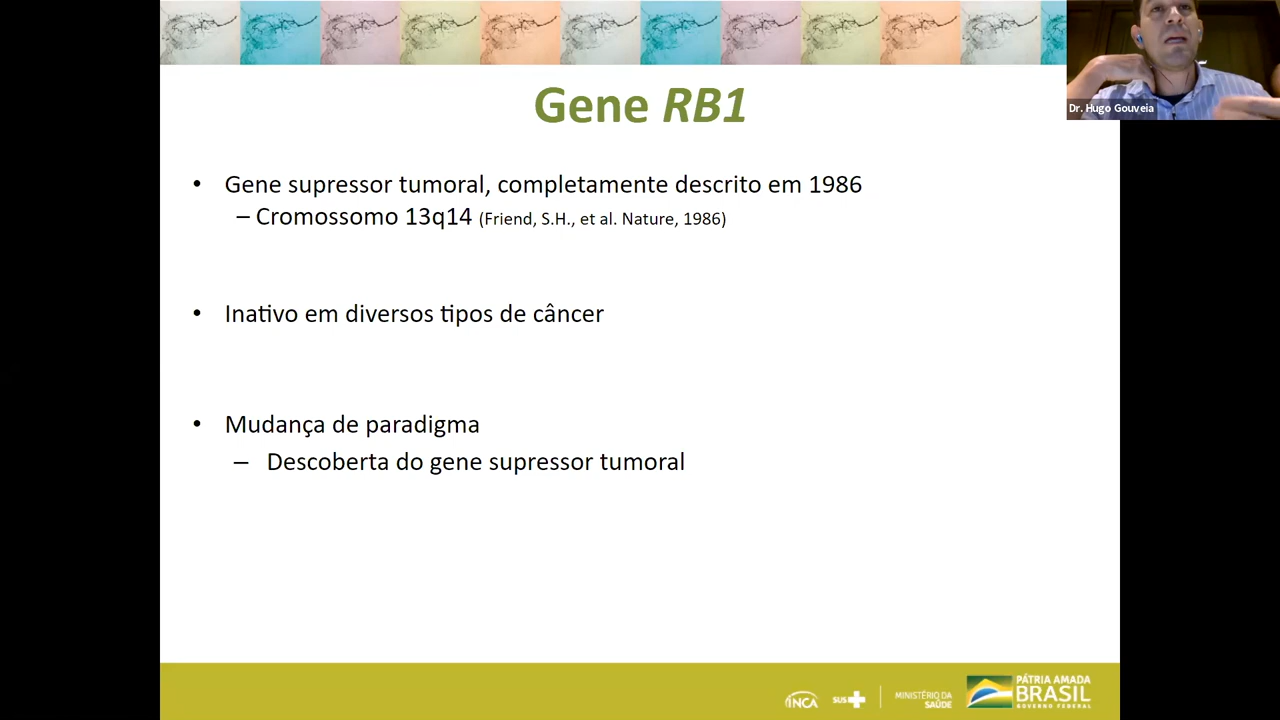 Dr. Hugo Gouveia
Gene RB1
• Gene supressor tumoral, completamente descrito em 1986
– Cromossomo 13q14 (Friend, S.H., et al. Nature, 1986)
• Inativo em diversos tipos de câncer
• Mudança de paradigma
– Descoberta do gene supressor tumoral
INCA
SUS
MINISTÉRIO DA
SAÚDE
PÁTRIA AMADA
BRASIL
GOVERNO FEDERAL